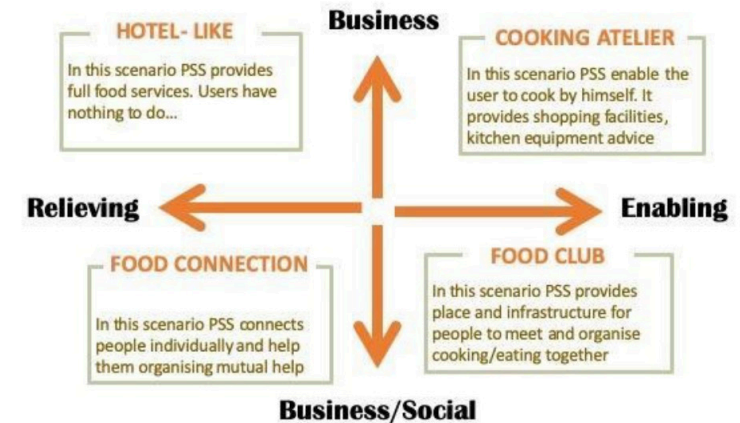 Business
HOTEL- LIKE
In this scenario PSS provides
full food services. Users have
nothing to do...
COOKING ATELIER
In this scenario PSS enable the
user to cook by himself. It
provides shopping facilities,
kitchen equipment advice
Relieving
Enabling
FOOD CONNECTION
In this scenario PSS connects
people individually and help
them organising mutual help
FOOD CLUB
In this scenario PSS provides
place and infrastructure for
people to meet and organise
cooking/eating together
Business/Social